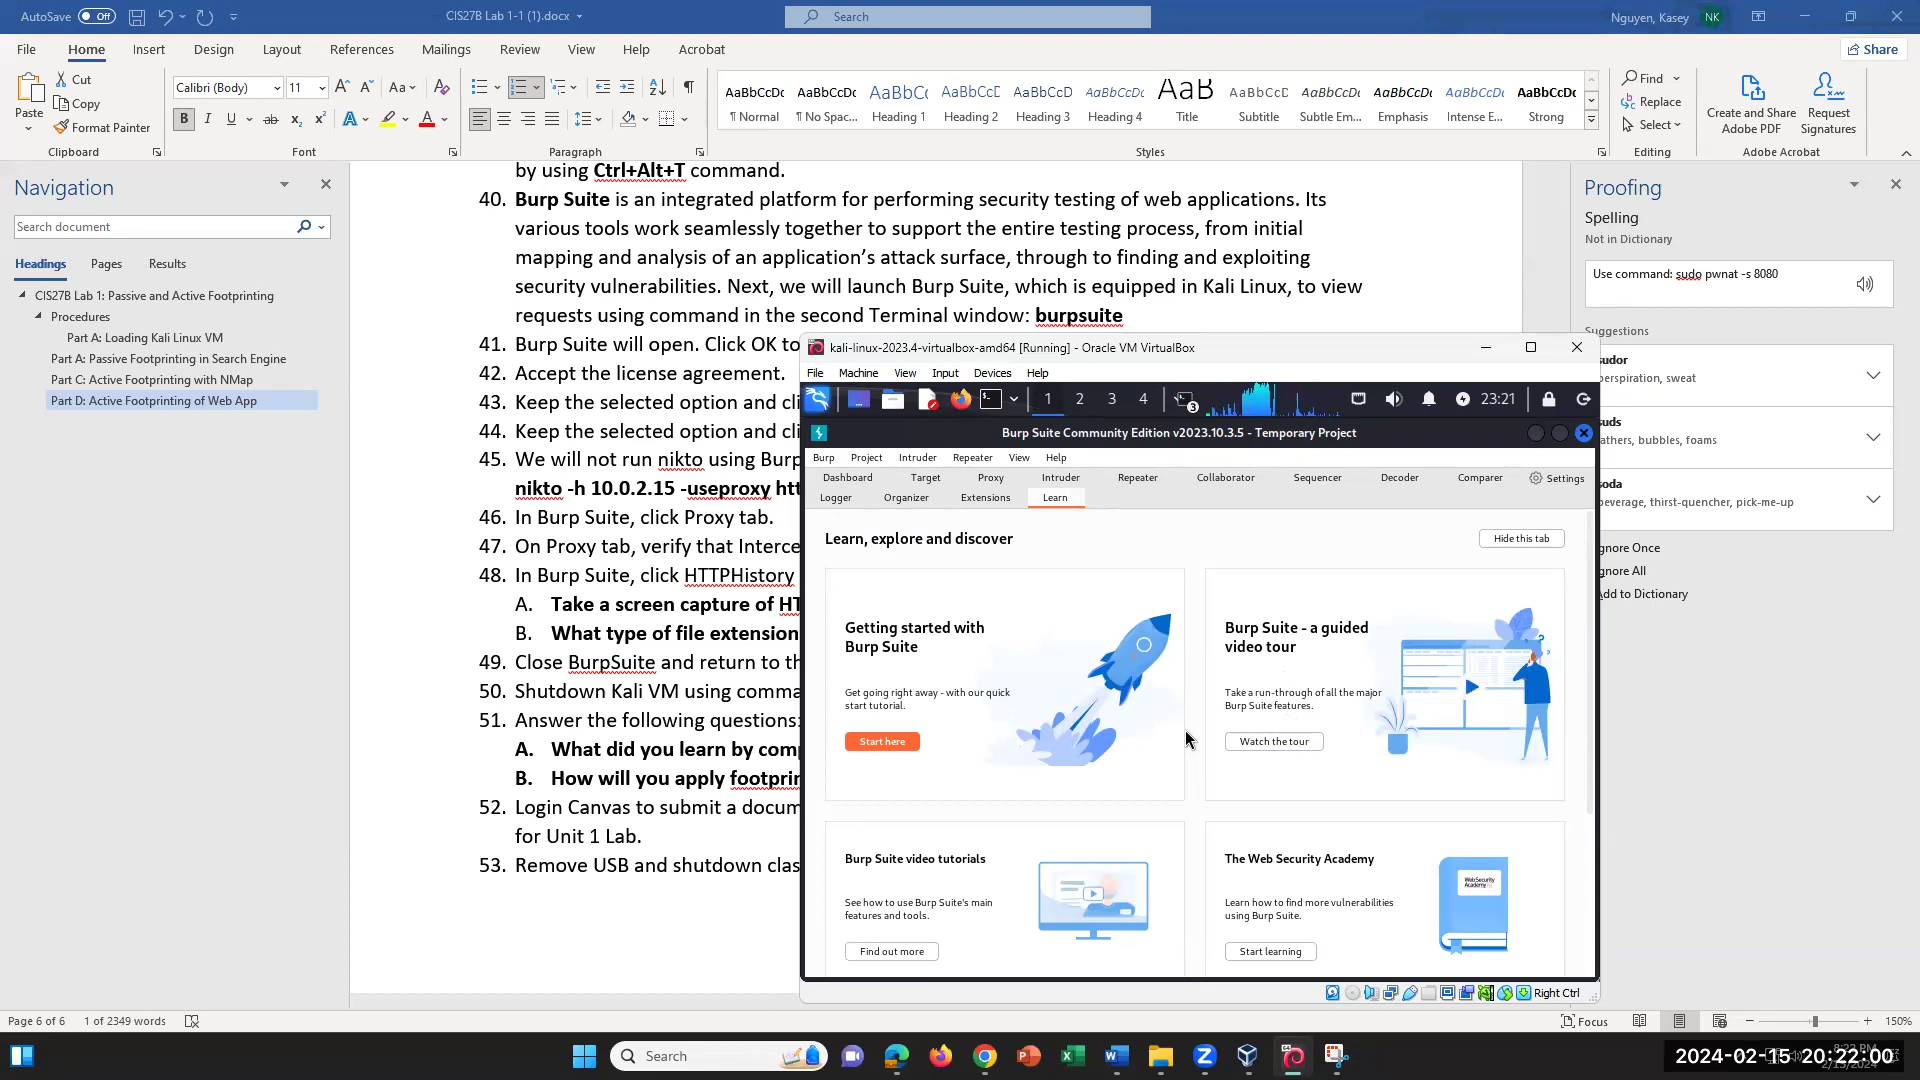 AutoSave Off
CIS27B Lab 1-1 (1).docx
Search
Nguyen, Kasey NK
File Home Insert Design Layout References Mailings Review View Help Acrobat
Share
Paste
Cut
Copy
Format Painter
Clipboard
Calibri (Body) 11
Font
Paragraph
¶ Normal
¶ No Spac...
Heading 1
Heading 2
Heading 3
Heading 4
Title
Subtitle
Subtle Em...
Emphasis
Intense E...
Strong
Styles
Find
Replace
Select
Editing
Create and Share Adobe PDF
Request Signatures
Adobe Acrobat
Navigation
Search document
Headings Pages Results
CIS27B Lab 1: Passive and Active Footprinting
Procedures
Part A: Loading Kali Linux VM
Part A: Passive Footprinting in Search Engine
Part C: Active Footprinting with NMap
Part D: Active Footprinting of Web App
by using Ctrl+Alt+T command.
40. Burp Suite is an integrated platform for performing security testing of web applications. Its
various tools work seamlessly together to support the entire testing process, from initial
mapping and analysis of an application’s attack surface, through to finding and exploiting
security vulnerabilities. Next, we will launch Burp Suite, which is equipped in Kali Linux, to view
requests using command in the second Terminal window: burpsuite
41. Burp Suite will open. Click OK to
42. Accept the license agreement.
43. Keep the selected option and cli
44. Keep the selected option and cli
45. We will not run nikto using Burp
nikto -h 10.0.2.15 -useproxy htt
46. In Burp Suite, click Proxy tab.
47. On Proxy tab, verify that Interce
48. In Burp Suite, click HTTPHistory
A. Take a screen capture of HT
B. What type of file extension
49. Close BurpSuite and return to th
50. Shutdown Kali VM using comma
51. Answer the following questions:
A. What did you learn by comp
B. How will you apply footprin
52. Login Canvas to submit a docum
for Unit 1 Lab.
53. Remove USB and shutdown clas
kali-linux-2023.4-virtualbox-amd64 [Running] - Oracle VM VirtualBox
File Machine View Input Devices Help
1 2 3 4 3 23:21
Burp Suite Community Edition v2023.10.3.5 - Temporary Project
Burp Project Intruder Repeater View Help
Dashboard Target Proxy Intruder Repeater Collaborator Sequencer Decoder Comparer Settings
Logger Organizer Extensions Learn
Learn, explore and discover
Hide this tab
Getting started with
Burp Suite
Get going right away - with our quick
start tutorial.
Start here
Burp Suite - a guided
video tour
Take a run-through of all the major
Burp Suite features.
Watch the tour
Burp Suite video tutorials
See how to use Burp Suite's main
features and tools.
Find out more
The Web Security Academy
Learn how to find more vulnerabilities
using Burp Suite.
Start learning
Web Security
Academy
Right Ctrl
Proofing
Spelling
Not in Dictionary
Use command: sudo pwnat -s 8080
Suggestions
sudor
perspiration, sweat
suds
lathers, bubbles, foams
soda
beverage, thirst-quencher, pick-me-up
gnore Once
gnore All
Add to Dictionary
Page 6 of 6 1 of 2349 words
Focus
150%
Search
2024-02-15 20:22:00